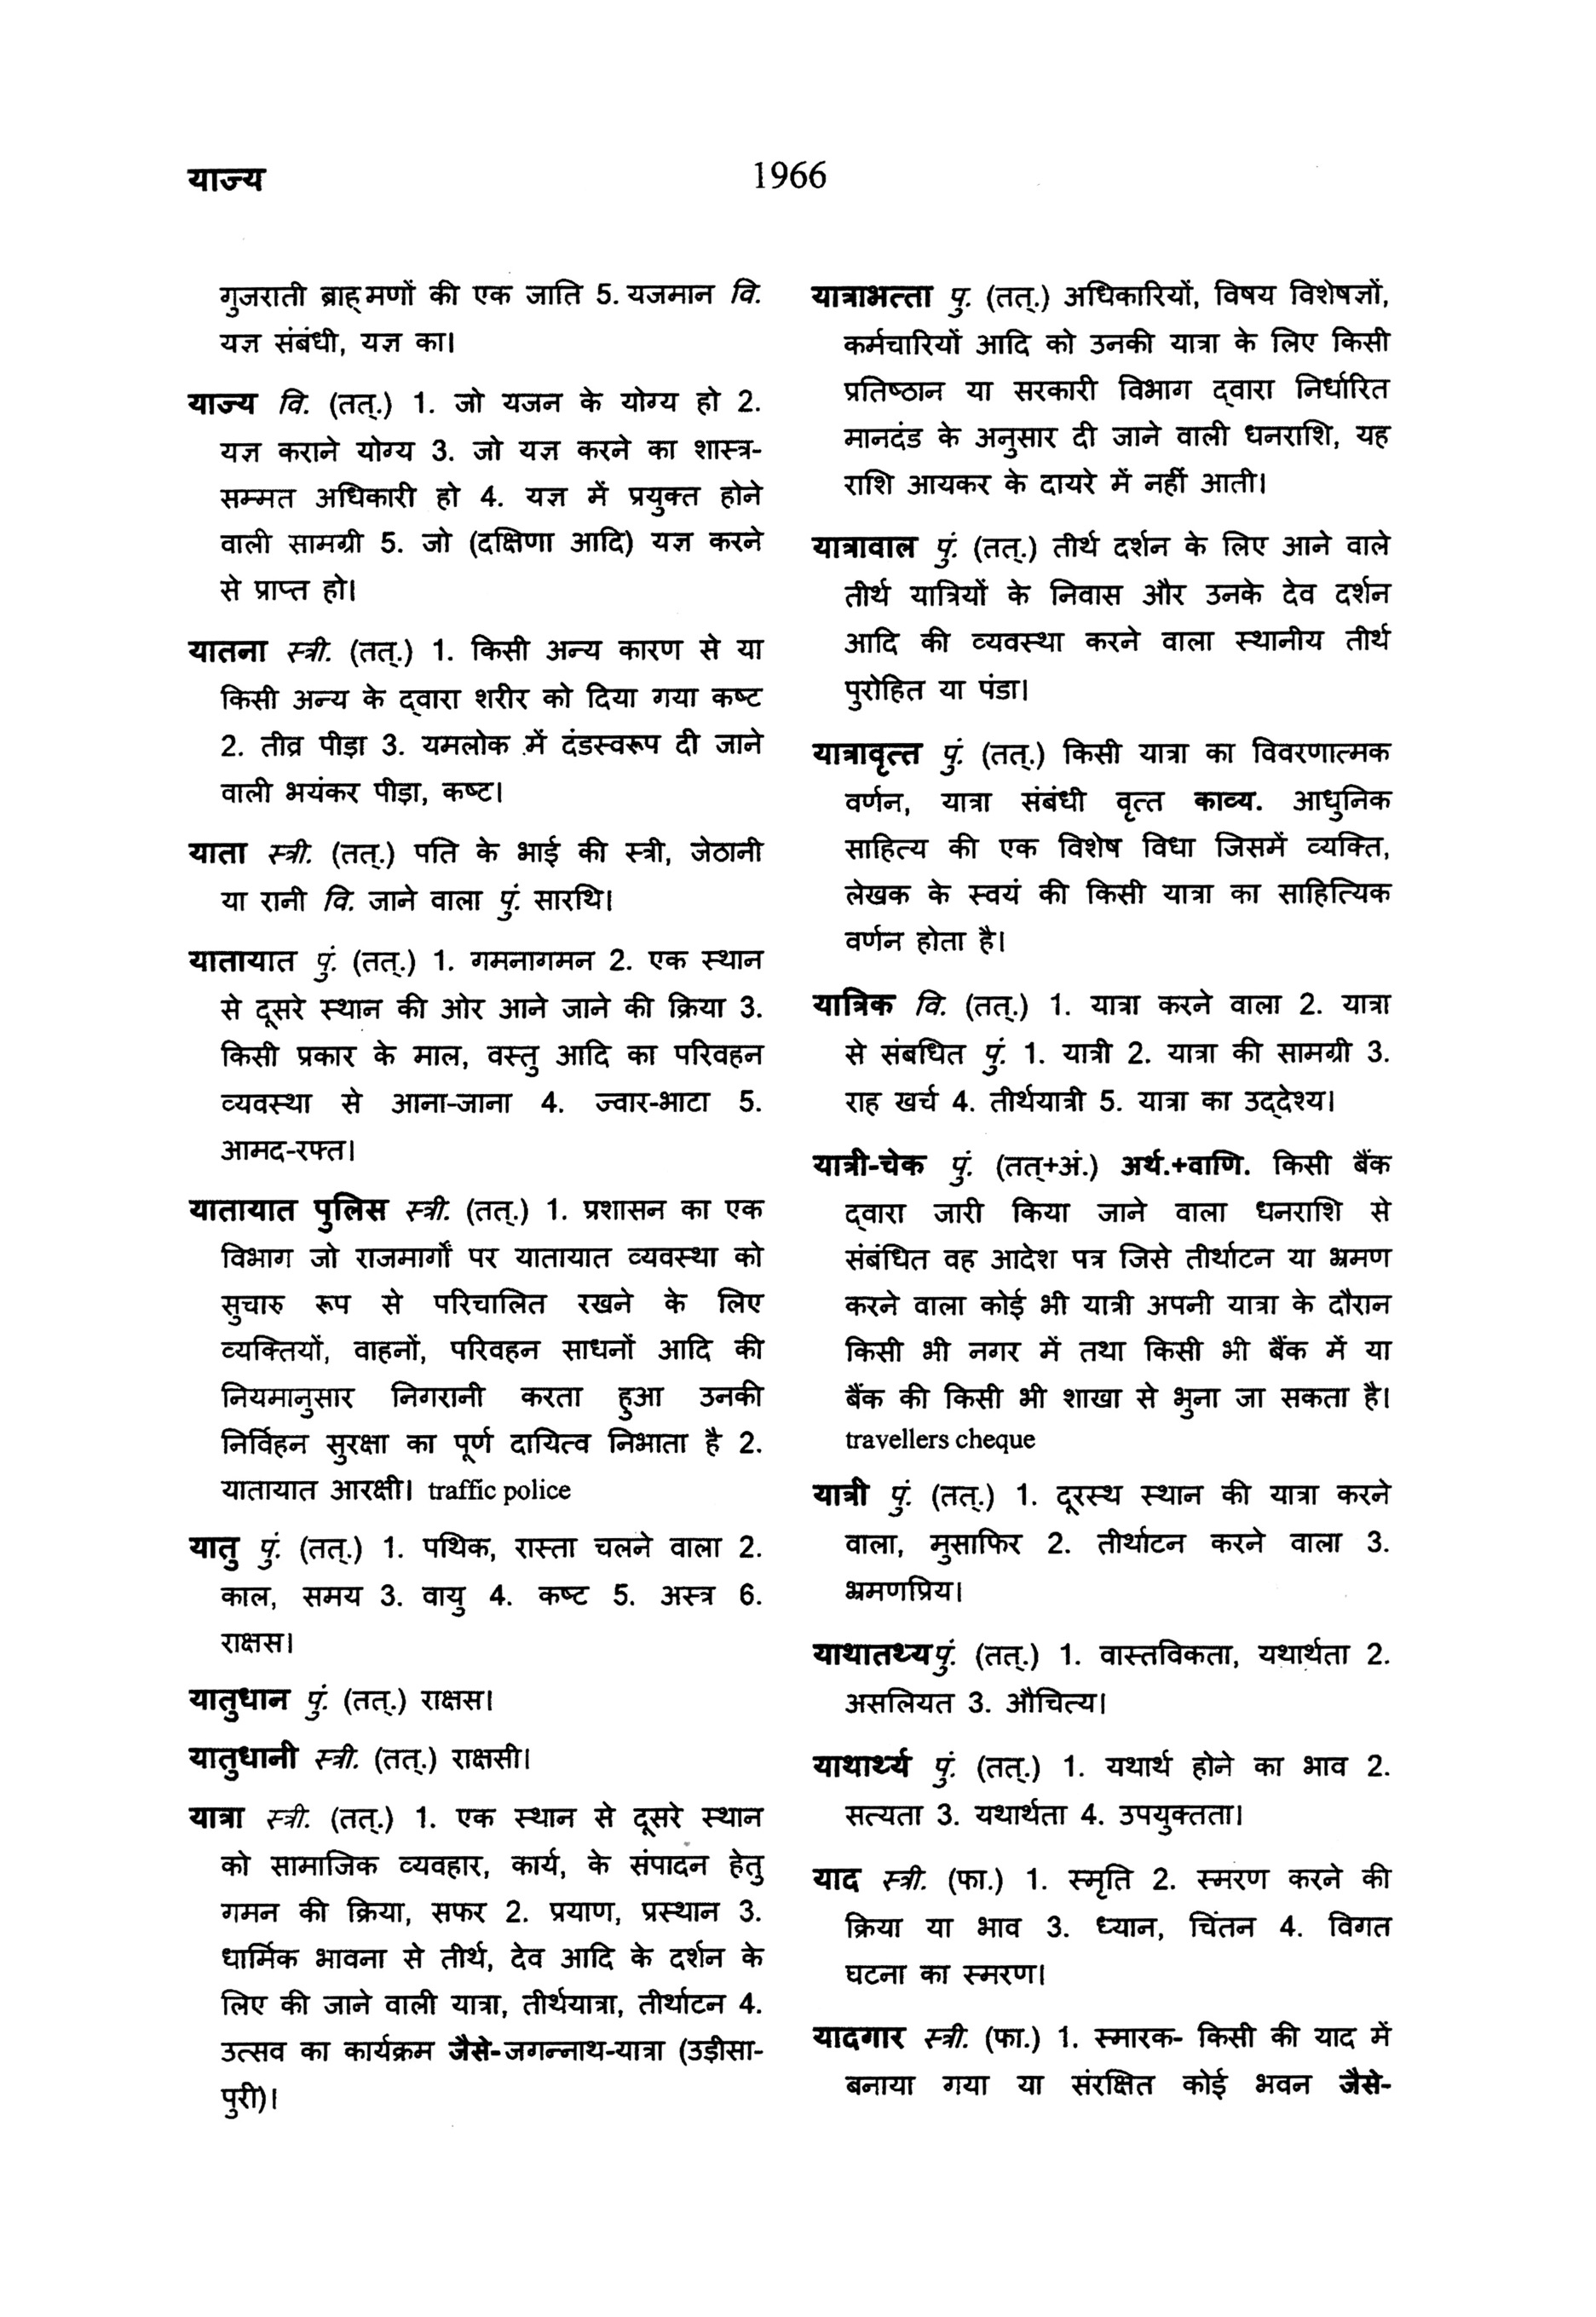 याज्य
1966
गुजराती ब्राह्मणों की एक जाति 5. यजमान वि.
यज्ञ संबंधी, यज्ञ का।
याज्य वि. (तत्.) 1. जो यजन के योग्य हो 2.
यज्ञ कराने योग्य 3. जो यज्ञ करने का शास्त्र-
सम्मत अधिकारी हो 4. यज्ञ में प्रयुक्त होने
वाली सामग्री 5. जो (दक्षिणा आदि) यज्ञ करने
से प्राप्त हो।
यातना स्त्री. (तत्.) 1. किसी अन्य कारण से या
किसी अन्य के द्वारा शरीर को दिया गया कष्ट
2. तीव्र पीड़ा 3. यमलोक में दंडस्वरूप दी जाने
वाली भयंकर पीड़ा, कष्ट।
याता स्त्री. (तत्.) पति के भाई की स्त्री, जेठानी
या रानी वि. जाने वाला पुं. सारथि।
यातायात पुं. (तत्.) 1. गमनागमन 2. एक स्थान
से दूसरे स्थान की ओर आने जाने की क्रिया 3.
किसी प्रकार के माल, वस्तु आदि का परिवहन
व्यवस्था से आना-जाना 4. ज्वार-भाटा 5.
आमद-रफ्त।
यातायात पुलिस स्त्री. (तत्.) 1. प्रशासन का एक
विभाग जो राजमार्गों पर यातायात व्यवस्था को
सुचारु रूप से परिचालित रखने के लिए
व्यक्तियों, वाहनों, परिवहन साधनों आदि की
नियमानुसार निगरानी करता हुआ उनकी
निर्विहन सुरक्षा का पूर्ण दायित्व निभाता है 2.
यातायात आरक्षी। traffic police
यातु पुं. (तत्.) 1. पथिक, रास्ता चलने वाला 2.
काल, समय 3. वायु 4. कष्ट 5. अस्त्र 6.
राक्षस।
यातुधान पुं. (तत्.) राक्षस।
यातुधानी स्त्री. (तत्.) राक्षसी।
यात्रा स्त्री. (तत्.) 1. एक स्थान से दूसरे स्थान
को सामाजिक व्यवहार, कार्य, के संपादन हेतु
गमन की क्रिया, सफर 2. प्रयाण, प्रस्थान 3.
धार्मिक भावना से तीर्थ, देव आदि के दर्शन के
लिए की जाने वाली यात्रा, तीर्थयात्रा, तीर्थाटन 4.
उत्सव का कार्यक्रम जैसे-जगन्नाथ-यात्रा (उड़ीसा-
पुरी)।
यात्राभत्ता पु. (तत्.) अधिकारियों, विषय विशेषज्ञों,
कर्मचारियों आदि को उनकी यात्रा के लिए किसी
प्रतिष्ठान या सरकारी विभाग द्वारा निर्धारित
मानदंड के अनुसार दी जाने वाली धनराशि, यह
राशि आयकर के दायरे में नहीं आती।
यात्रावाल पुं. (तत्.) तीर्थ दर्शन के लिए आने वाले
तीर्थ यात्रियों के निवास और उनके देव दर्शन
आदि की व्यवस्था करने वाला स्थानीय तीर्थ
पुरोहित या पंडा।
यात्रावृत्त पुं. (तत्.) किसी यात्रा का विवरणात्मक
वर्णन, यात्रा संबंधी वृत्त काव्य. आधुनिक
साहित्य की एक विशेष विधा जिसमें व्यक्ति,
लेखक के स्वयं की किसी यात्रा का साहित्यिक
वर्णन होता है।
यात्रिक वि. (तत्.) 1. यात्रा करने वाला 2. यात्रा
से संबधित पुं. 1. यात्री 2. यात्रा की सामग्री 3.
राह खर्च 4. तीर्थयात्री 5. यात्रा का उद्देश्य।
यात्री-चेक पुं. (तत्+अं.) अर्थ.+वाणि. किसी बैंक
द्वारा जारी किया जाने वाला धनराशि से
संबंधित वह आदेश पत्र जिसे तीर्थाटन या भ्रमण
करने वाला कोई भी यात्री अपनी यात्रा के दौरान
किसी भी नगर में तथा किसी भी बैंक में या
बैंक की किसी भी शाखा से भुना जा सकता है।
travellers cheque
यात्री पुं. (तत्.) 1. दूरस्थ स्थान की यात्रा करने
वाला, मुसाफिर 2. तीर्थाटन करने वाला 3.
भ्रमणप्रिय।
याथातथ्य पुं. (तत्.) 1. वास्तविकता, यथार्थता 2.
असलियत 3. औचित्य।
याथार्थ्य पुं. (तत्.) 1. यथार्थ होने का भाव 2.
सत्यता 3. यथार्थता 4. उपयुक्तता।
याद स्त्री. (फा.) 1. स्मृति 2. स्मरण करने की
क्रिया या भाव 3. ध्यान, चिंतन 4. विगत
घटना का स्मरण।
यादगार स्त्री. (फा.) 1. स्मारक- किसी की याद में
बनाया गया या संरक्षित कोई भवन जैसे-